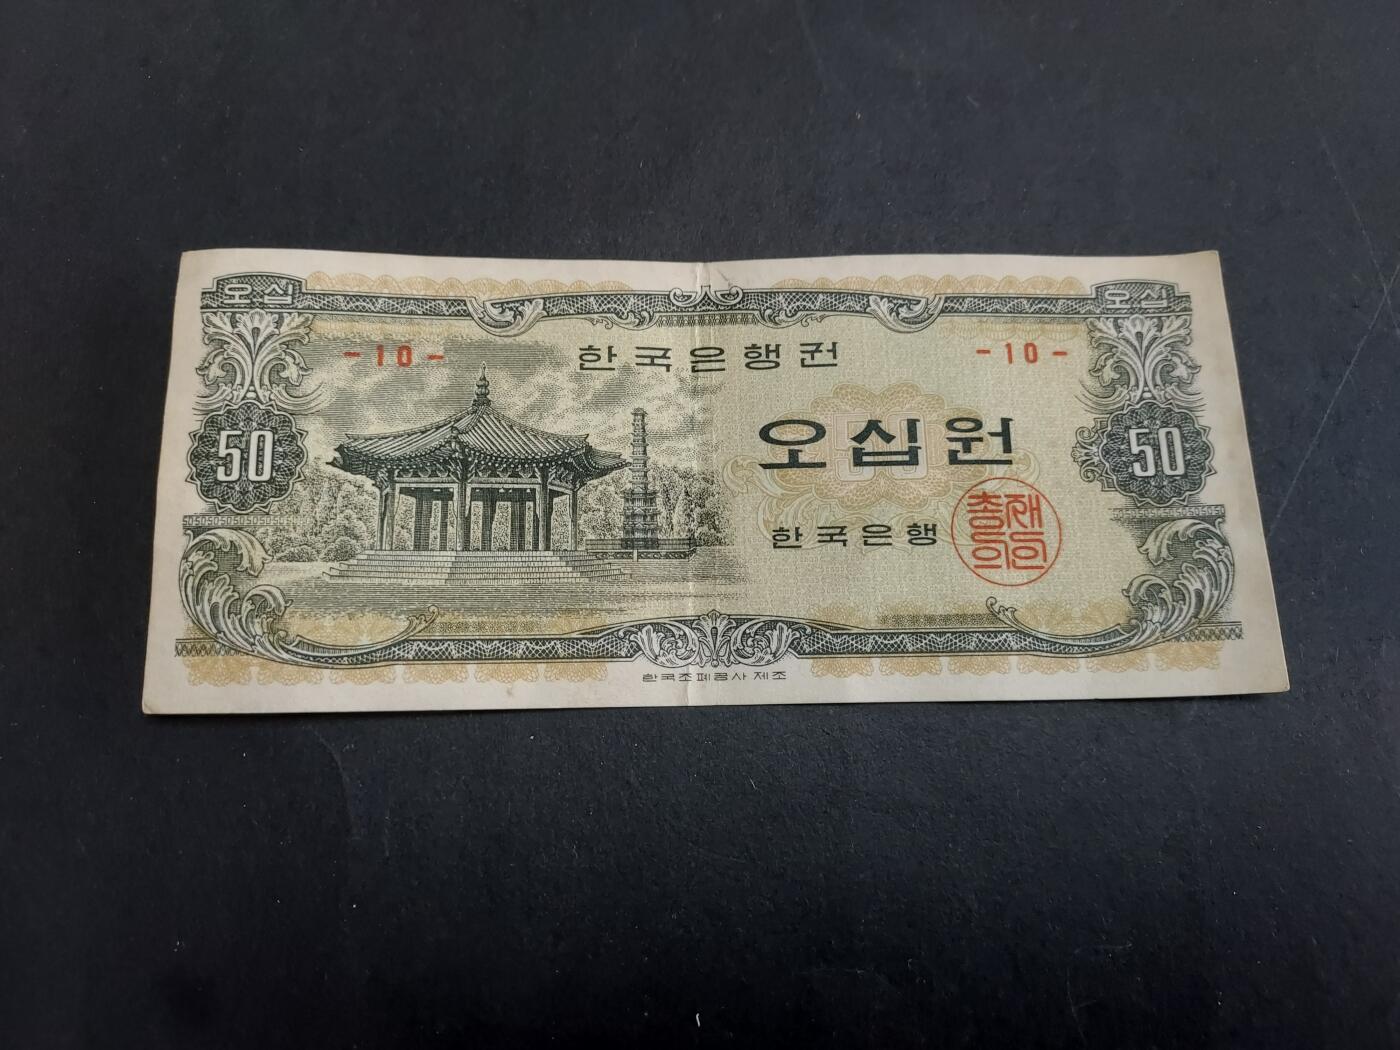 오십 오십
-10- 한국은행권 -10-
오십원
50 50
한국은행
총재의인
한국조폐공사 제조